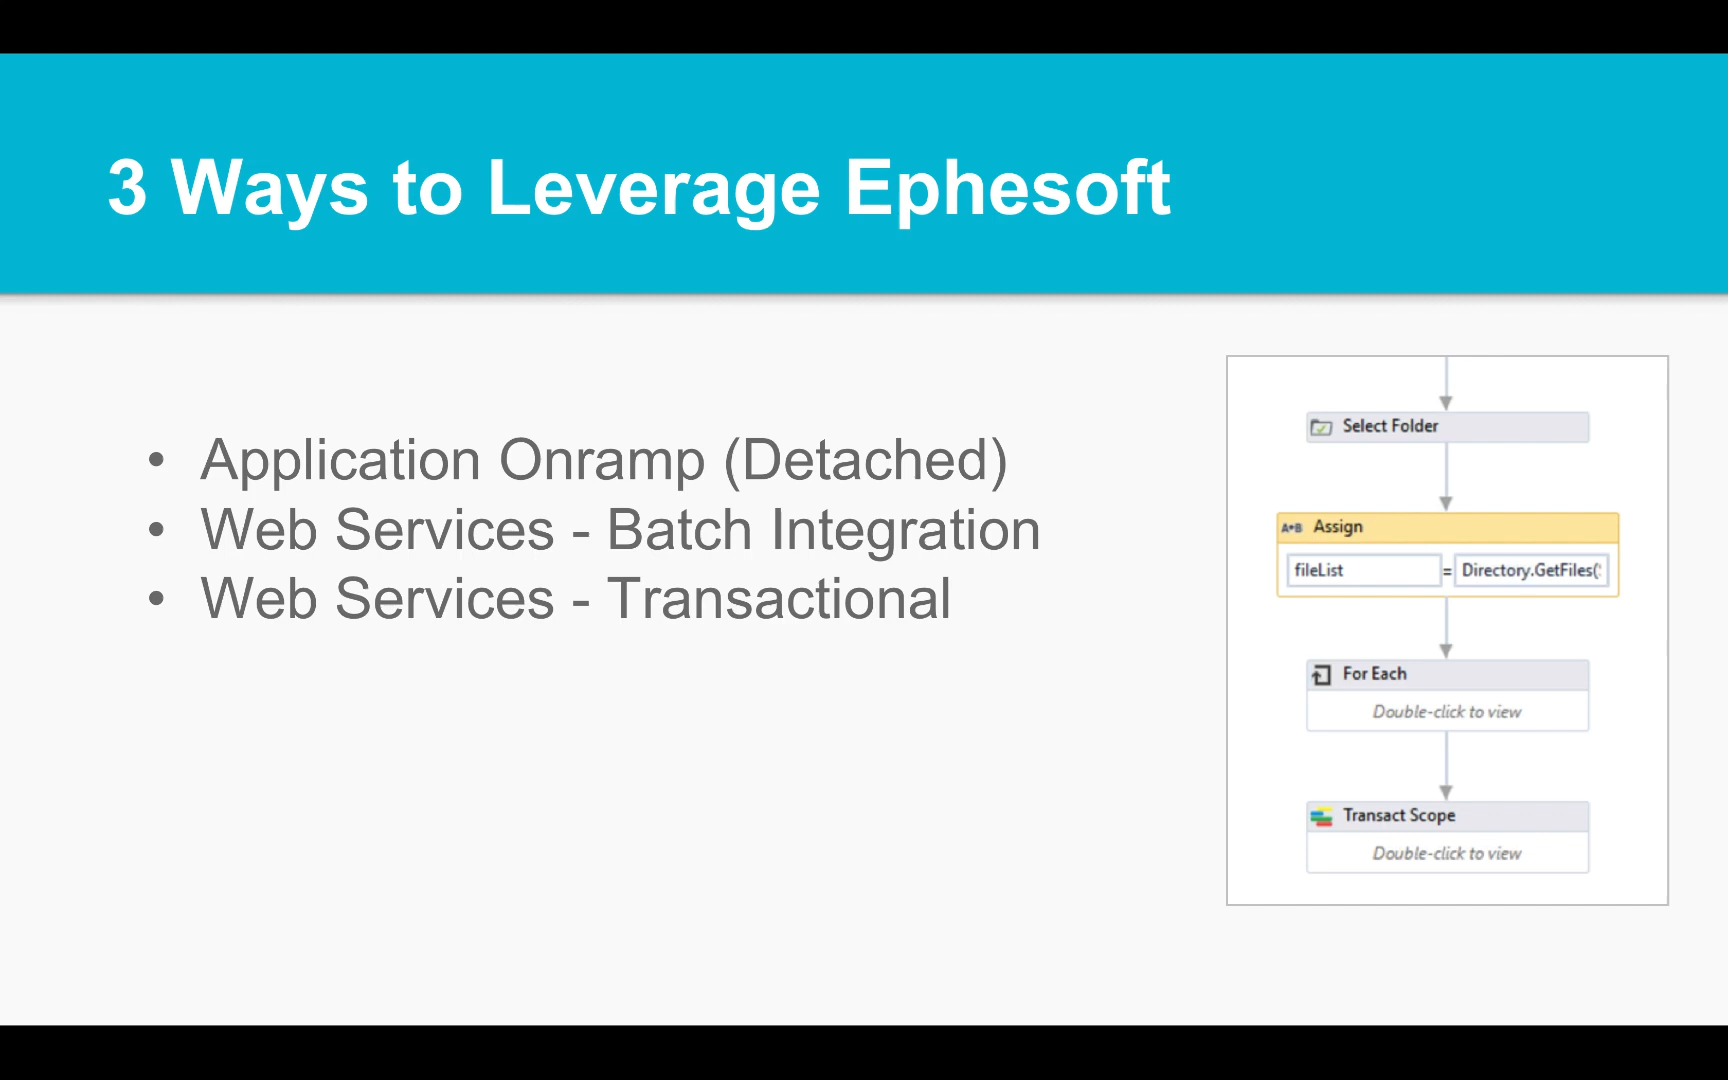 3 Ways to Leverage Ephesoft
• Application Onramp (Detached)
• Web Services - Batch Integration
• Web Services - Transactional
Select Folder
A+B Assign
fileList = Directory.GetFiles(
For Each
Double-click to view
Transact Scope
Double-click to view